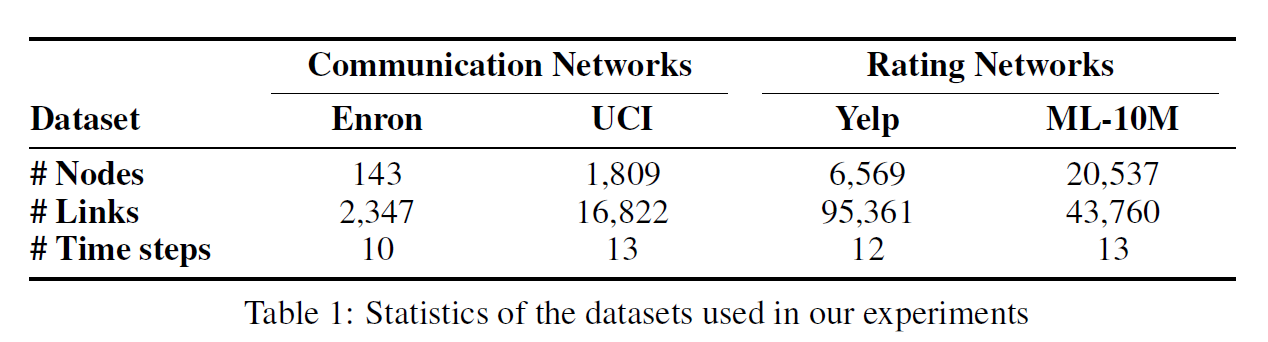 Communication Networks Rating Networks
Dataset Enron UCI Yelp ML-10M
# Nodes 143 1,809 6,569 20,537
# Links 2,347 16,822 95,361 43,760
# Time steps 10 13 12 13
Table 1: Statistics of the datasets used in our experiments